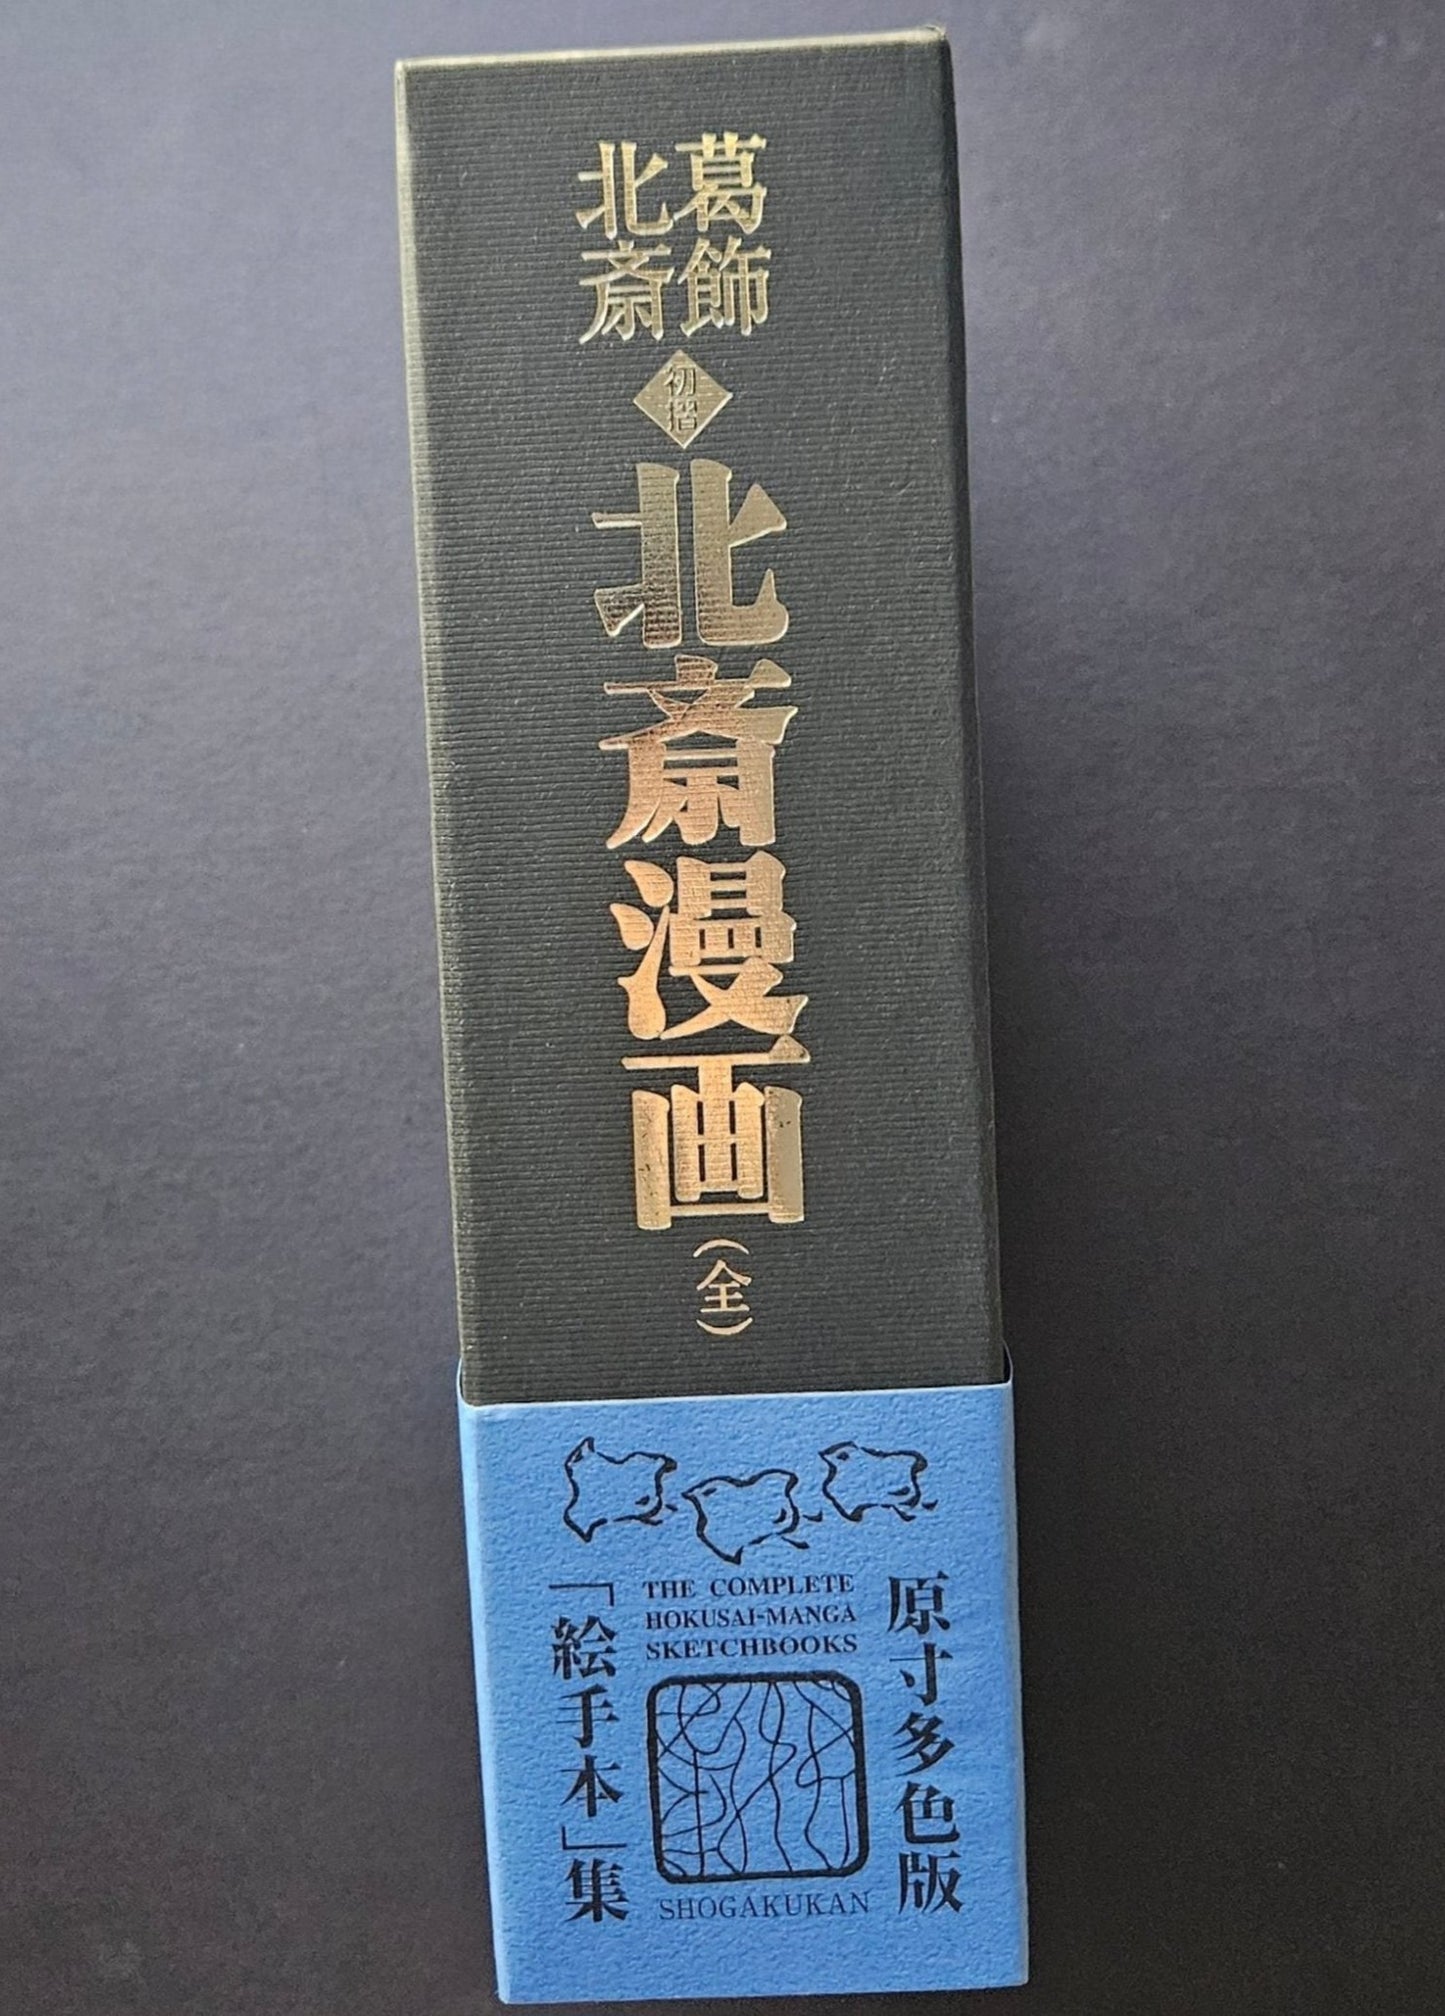 葛飾
北斎
初摺
北斎漫画
（全）
原寸多色版
「絵手本」集
THE COMPLETE
HOKUSAI-MANGA
SKETCHBOOKS
SHOGAKUKAN